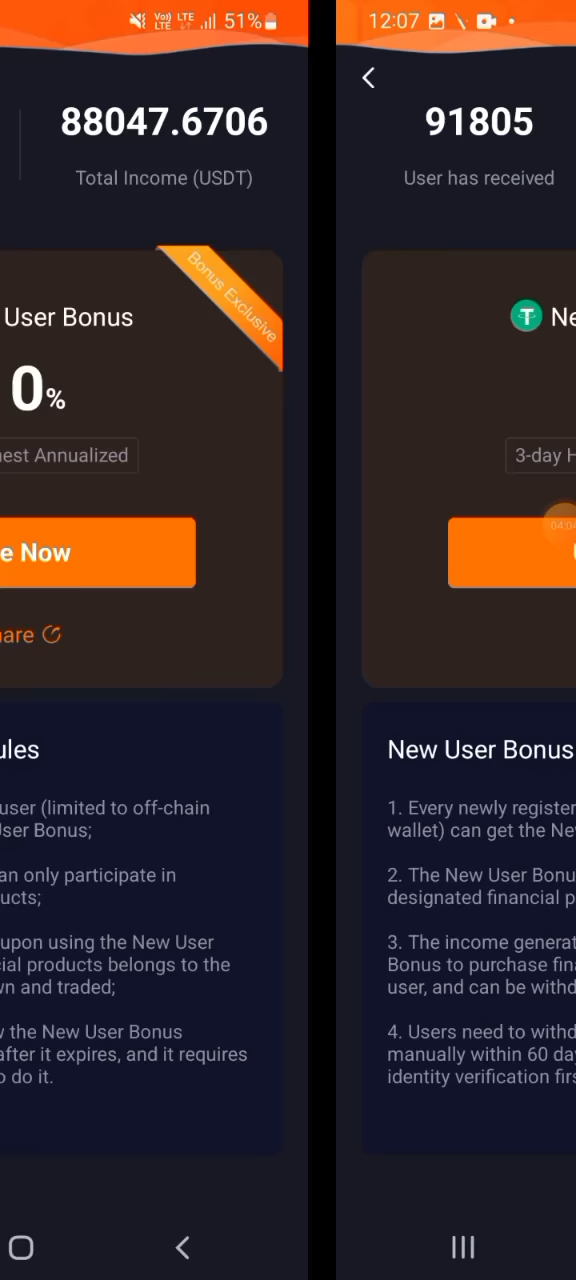 51%
88047.6706
Total Income (USDT)
Bonus Exclusive
User Bonus
0%
nest Annualized
e Now
are
ules
user (limited to off-chain
User Bonus;
an only participate in
ucts;
upon using the New User
cial products belongs to the
wn and traded;
w the New User Bonus
after it expires, and it requires
o do it.
12:07
91805
User has received
Ne
3-day H
04:04
New User Bonus
1. Every newly register
wallet) can get the Nev
2. The New User Bonu
designated financial p
3. The income generat
Bonus to purchase fina
user, and can be withd
4. Users need to withd
manually within 60 day
identity verification firs